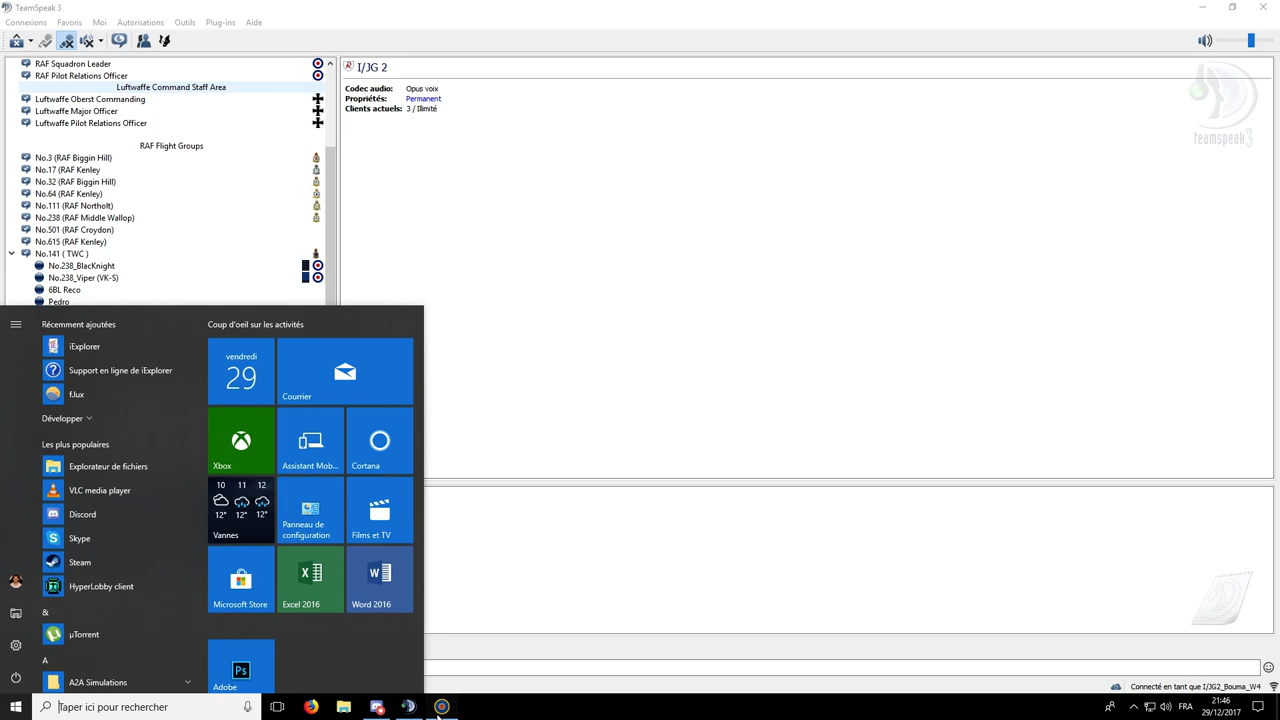 TeamSpeak 3
Connexions Favoris Moi Autorisations Outils Plug-ins Aide
RAF Squadron Leader
RAF Pilot Relations Officer
Luftwaffe Command Staff Area
Luftwaffe Oberst Commanding
Luftwaffe Major Officer
Luftwaffe Pilot Relations Officer
RAF Flight Groups
No.3 (RAF Biggin Hill)
No.17 (RAF Kenley
No.32 (RAF Biggin Hill)
No.64 (RAF Kenley)
No.111 (RAF Northolt)
No.238 (RAF Middle Wallop)
No.501 (RAF Croydon)
No.615 (RAF Kenley)
No.141 ( TWC )
No.238_BlacKnight
No.238_Viper (VK-S)
6BL Reco
Pedro
I/JG 2
Codec audio: Opus voix
Propriétés: Permanent
Clients actuels: 3 / Illimité
teamspeak 3
Récemment ajoutées
iExplorer
Support en ligne de iExplorer
f.lux
Développer
Les plus populaires
Explorateur de fichiers
VLC media player
Discord
Skype
Steam
HyperLobby client
&
µTorrent
A
A2A Simulations
Coup d'oeil sur les activités
vendredi
29
Courrier
Xbox
Assistant Mob...
Cortana
10 11 12
12° 12° 12°
Vannes
Panneau de
configuration
Films et TV
Microsoft Store
Excel 2016
Word 2016
Ps
Adobe
Connecté en tant que I/JG2_Bouma_W4
Taper ici pour rechercher
FRA
21:46
29/12/2017